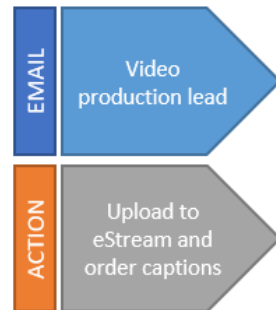 EMAIL
Video
production lead
ACTION
Upload to
eStream and
order captions